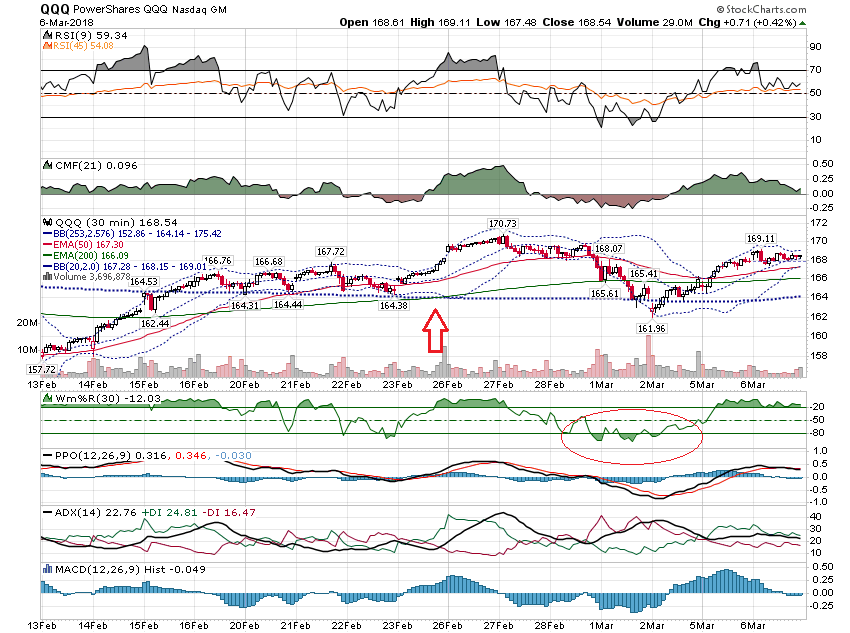 QQQ PowerShares QQQ Nasdaq GM
© StockCharts.com
6-Mar-2018
Open 168.61 High 169.11 Low 167.48 Close 168.54 Volume 29.0M Chg +0.71 (+0.42%)
RSI(9) 59.34
RSI(45) 54.08
90
70
50
30
10
CMF(21) 0.096
0.50
0.25
0.00
-0.25
QQQ (30 min) 168.54
BB(253,2.576) 152.86 - 164.14 - 175.42
EMA(50) 167.30
EMA(200) 166.09
BB(20,2.0) 167.28 - 168.15 - 169.01
Volume 3,696,878
172
170
168
166
164
162
160
158
20M
10M
157.72
164.53
162.44
166.76
164.31
166.68
164.44
167.72
164.38
170.73
168.07
165.61
165.41
161.96
169.11
13Feb 14Feb 15Feb 16Feb 20Feb 21Feb 22Feb 23Feb 26Feb 27Feb 28Feb 1Mar 2Mar 5Mar 6Mar
Wm%R(30) -12.03
-20
-50
-80
PPO(12,26,9) 0.316, 0.346, -0.030
1.0
0.5
0.0
-0.5
-1.0
ADX(14) 22.76 +DI 24.81 -DI 16.47
40
30
20
10
MACD(12,26,9) Hist -0.049
0.50
0.25
0.00
-0.25
13Feb 14Feb 15Feb 16Feb 20Feb 21Feb 22Feb 23Feb 26Feb 27Feb 28Feb 1Mar 2Mar 5Mar 6Mar